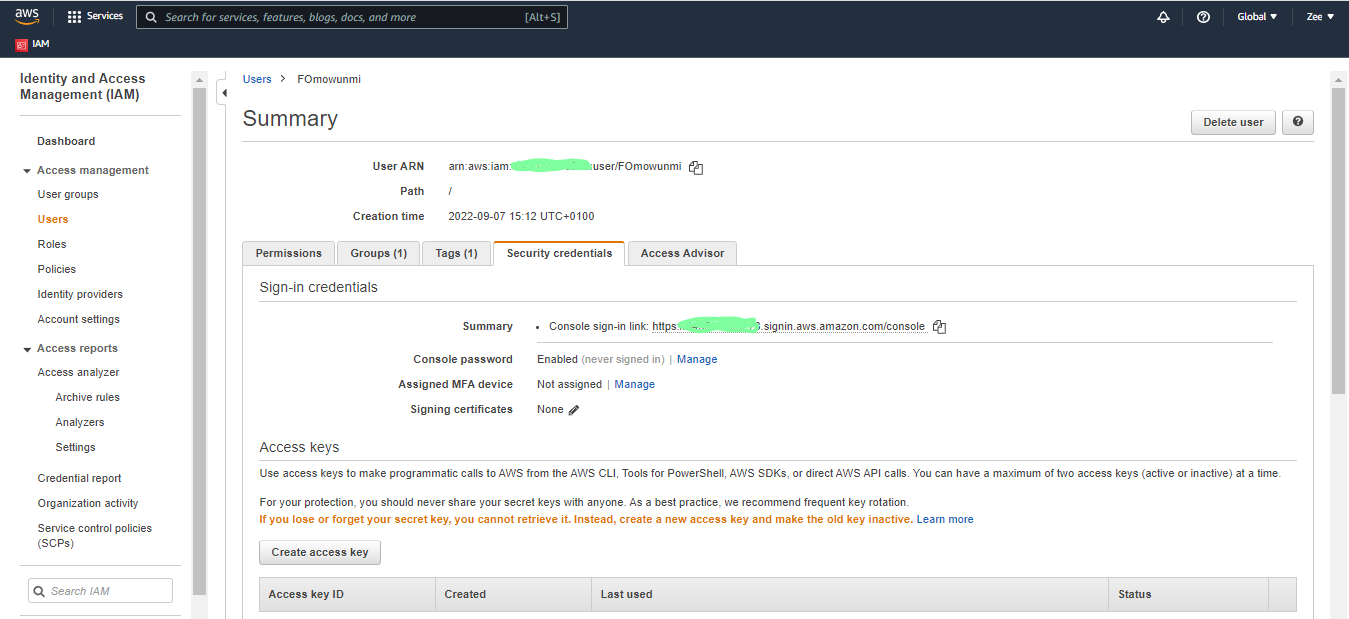 aws
Services
Search for services, features, blogs, docs, and more [Alt+S]
Global ▼
Zee ▼
IAM
Identity and Access
Management (IAM)
Dashboard
Access management
User groups
Users
Roles
Policies
Identity providers
Account settings
Access reports
Access analyzer
Archive rules
Analyzers
Settings
Credential report
Organization activity
Service control policies
(SCPs)
Search IAM
Users > FOmowunmi
Summary
Delete user
User ARN arn:aws:iam: :user/FOmowunmi
Path /
Creation time 2022-09-07 15:12 UTC+0100
Permissions
Groups (1)
Tags (1)
Security credentials
Access Advisor
Sign-in credentials
Summary • Console sign-in link: https: .signin.aws.amazon.com/console
Console password Enabled (never signed in) | Manage
Assigned MFA device Not assigned | Manage
Signing certificates None
Access keys
Use access keys to make programmatic calls to AWS from the AWS CLI, Tools for PowerShell, AWS SDKs, or direct AWS API calls. You can have a maximum of two access keys (active or inactive) at a time.
For your protection, you should never share your secret keys with anyone. As a best practice, we recommend frequent key rotation.
If you lose or forget your secret key, you cannot retrieve it. Instead, create a new access key and make the old key inactive. Learn more
Create access key
Access key ID Created Last used Status